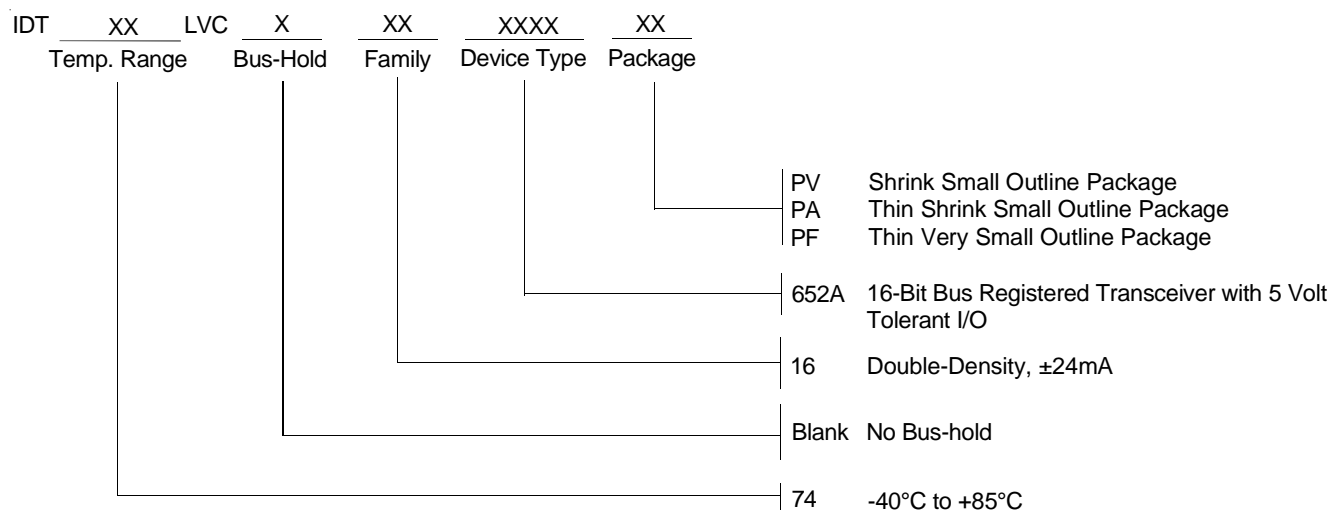 IDT XX LVC X XX XXXX XX
Temp. Range Bus-Hold Family Device Type Package
PV Shrink Small Outline Package
PA Thin Shrink Small Outline Package
PF Thin Very Small Outline Package
652A 16-Bit Bus Registered Transceiver with 5 Volt
Tolerant I/O
16 Double-Density, ±24mA
Blank No Bus-hold
74 -40°C to +85°C